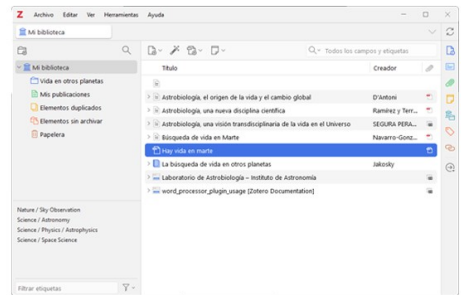 Z Archivo Editar Ver Herramientas Ayuda
Mi biblioteca
Todos los campos y etiquetas
Título Creador
Mi biblioteca
Vida en otros planetas
Mis publicaciones
Elementos duplicados
Elementos sin archivar
Papelera
Astrobiología, el origen de la vida y el cambio global D'Antoni
Astrobiología, una nueva disciplina científica Ramírez y Terr...
Astrobiología, una visión transdisciplinaria de la vida en el Universo SEGURA PERA...
Búsqueda de vida en Marte Navarro-Gonz...
Hay vida en marte
La búsqueda de vida en otros planetas Jakosky
Laboratorio de Astrobiología – Instituto de Astronomía
word_processor_plugin_usage [Zotero Documentation]
Nature / Sky Observation
Science / Astronomy
Science / Physics / Astrophysics
Science / Space Science
Filtrar etiquetas